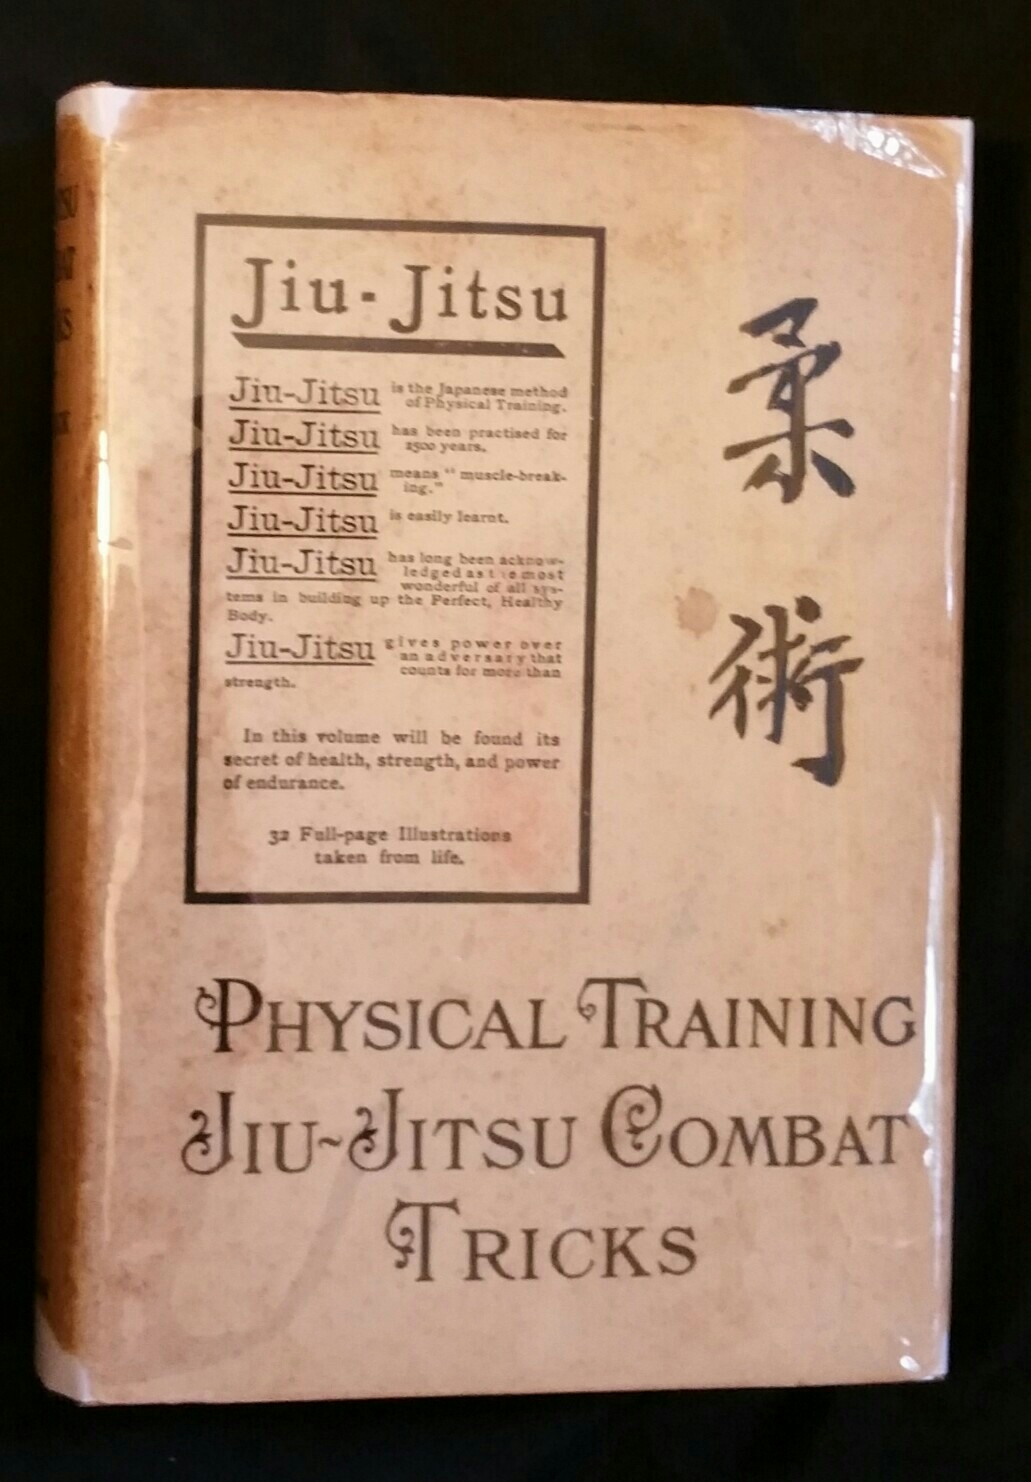 Jiu-Jitsu
Jiu-Jitsu is the Japanese method
of Physical Training.
Jiu-Jitsu has been practised for
2500 years.
Jiu-Jitsu means "muscle-break-
ing."
Jiu-Jitsu is easily learnt.
Jiu-Jitsu has long been acknow-
ledged as the most
wonderful of all sys-
tems in building up the Perfect, Healthy
Body.
Jiu-Jitsu gives power over
an adversary that
counts for more than
strength.
In this volume will be found its
secret of health, strength, and power
of endurance.
32 Full-page Illustrations
taken from life.
柔
術
PHYSICAL TRAINING
JIU-JITSU COMBAT
TRICKS